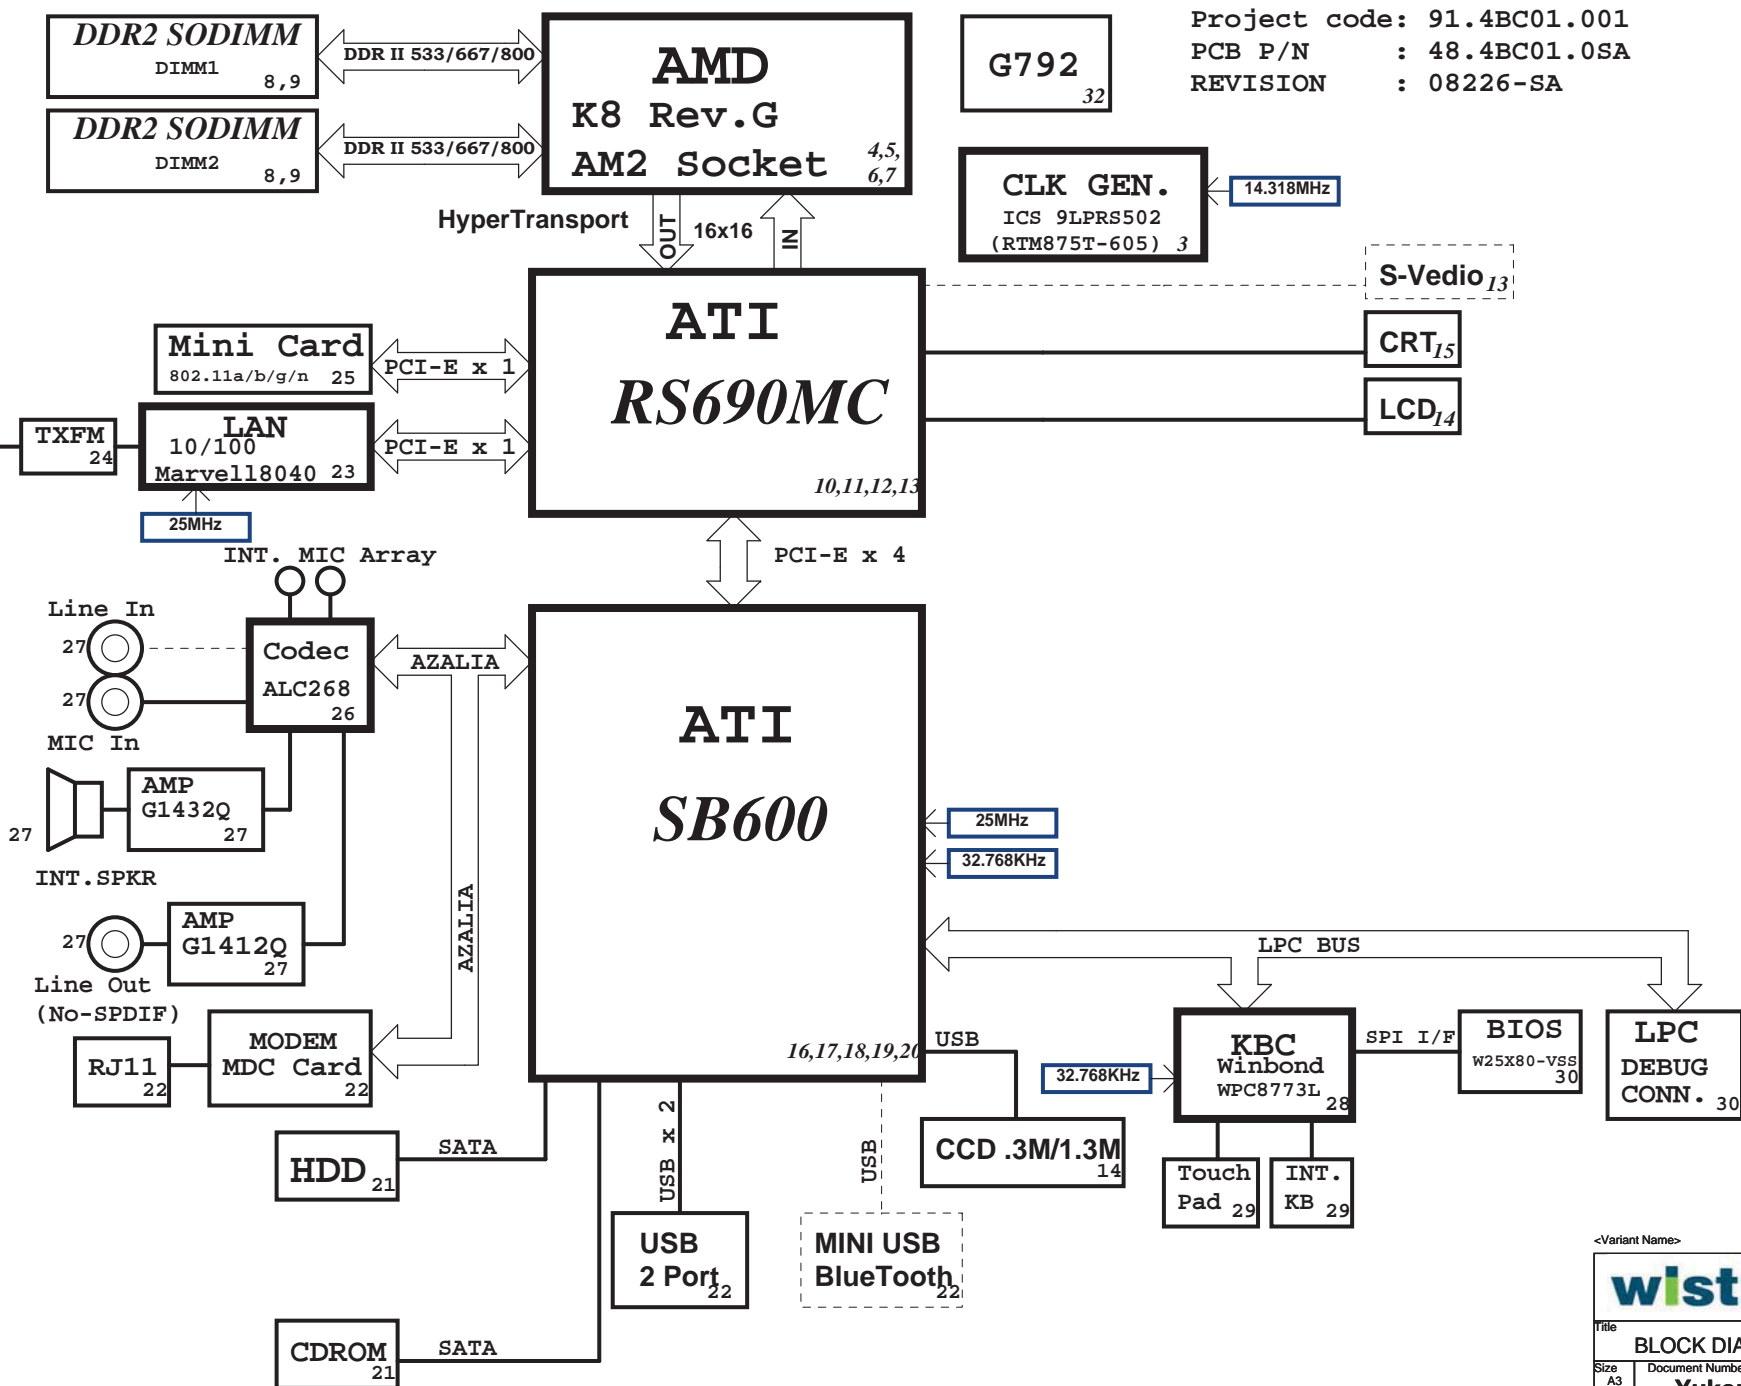 DDR2 SODIMM
DIMM1
8,9
DDR II 533/667/800
AMD
K8 Rev.G
AM2 Socket
4,5,
6,7
G792
32
Project code: 91.4BC01.001
PCB P/N : 48.4BC01.0SA
REVISION : 08226-SA
DDR2 SODIMM
DIMM2
8,9
DDR II 533/667/800
CLK GEN.
ICS 9LPRS502
(RTM875T-605) 3
14.318MHz
HyperTransport
OUT
16x16
IN
S-Vedio 13
ATI
RS690MC
10,11,12,13
CRT 15
LCD 14
Mini Card
802.11a/b/g/n 25
PCI-E x 1
TXFM
24
LAN
10/100
Marvell8040 23
PCI-E x 1
25MHz
PCI-E x 4
INT. MIC Array
Line In
27
27
MIC In
Codec
ALC268
26
AZALIA
ATI
SB600
16,17,18,19,20
AMP
G1432Q
27
27
INT.SPKR
25MHz
32.768KHz
AZALIA
AMP
G1412Q
27
27
Line Out
(No-SPDIF)
LPC BUS
RJ11
22
MODEM
MDC Card
22
USB
32.768KHz
KBC
Winbond
WPC8773L 28
SPI I/F
BIOS
W25X80-VSS
30
LPC
DEBUG
CONN. 30
HDD 21
SATA
USB x 2
USB
CCD .3M/1.3M
14
Touch
Pad 29
INT.
KB 29
USB
2 Port 22
MINI USB
BlueTooth
22
CDROM
21
SATA
<Variant Name>
wist
Title
BLOCK DIA
Size
A3
Document Numbe